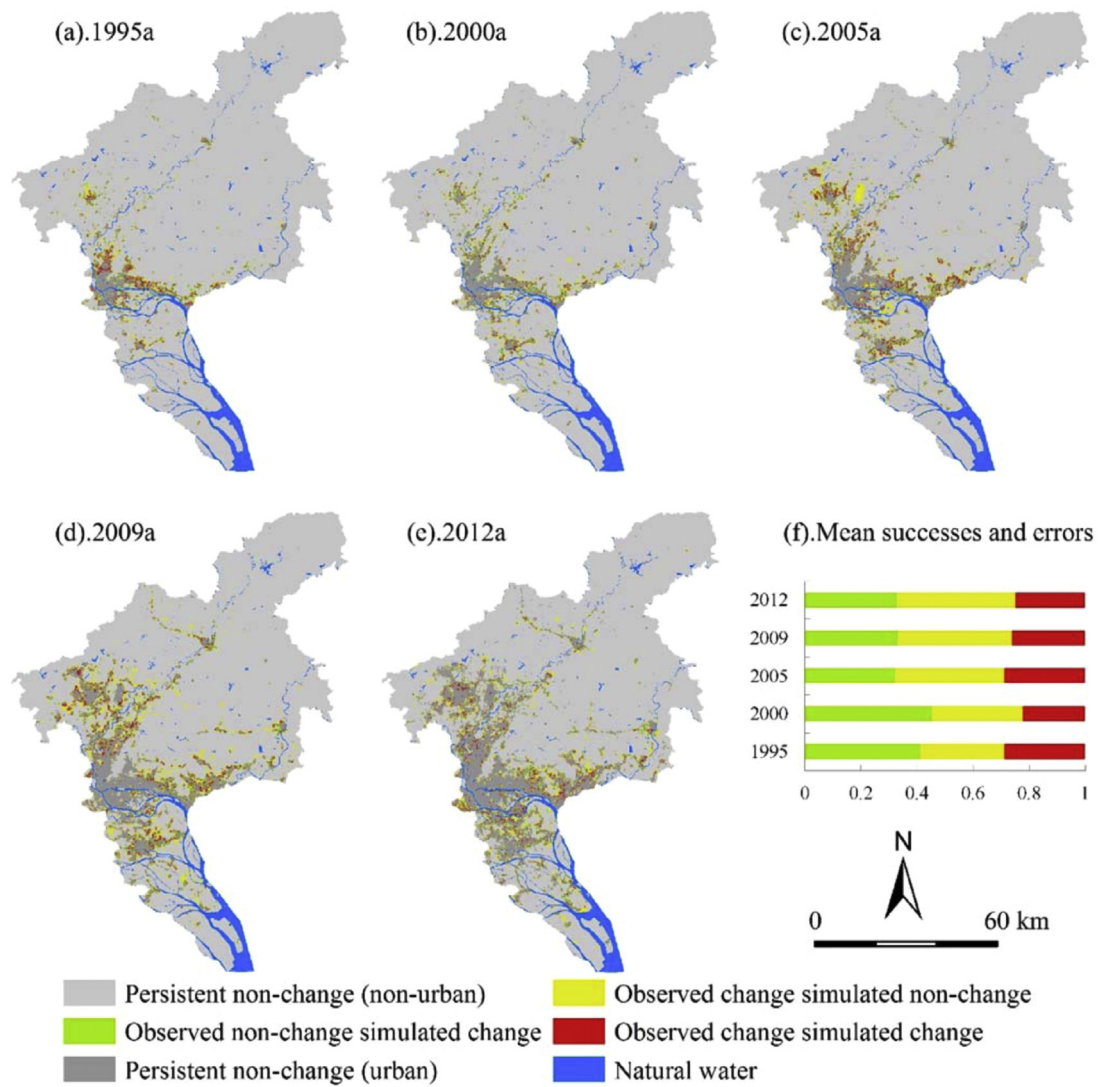 (a).1995a
(b).2000a
(c).2005a
(d).2009a
(e).2012a
(f).Mean successes and errors
2012
2009
2005
2000
1995
0 0.2 0.4 0.6 0.8 1
N
0 60 km
Persistent non-change (non-urban)
Observed change simulated non-change
Observed non-change simulated change
Observed change simulated change
Persistent non-change (urban)
Natural water